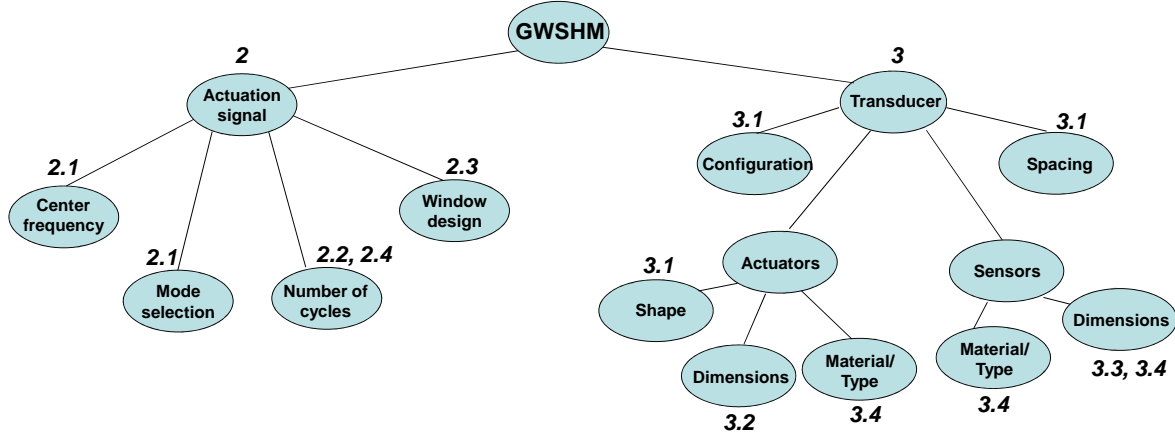 GWSHM
2
Actuation
signal
3
Transducer
2.1
Center
frequency
2.1
Mode
selection
2.2, 2.4
Number of
cycles
2.3
Window
design
3.1
Configuration
3.1
Spacing
Actuators
Sensors
3.1
Shape
Dimensions
3.2
Material/
Type
3.4
Material/
Type
3.4
Dimensions
3.3, 3.4